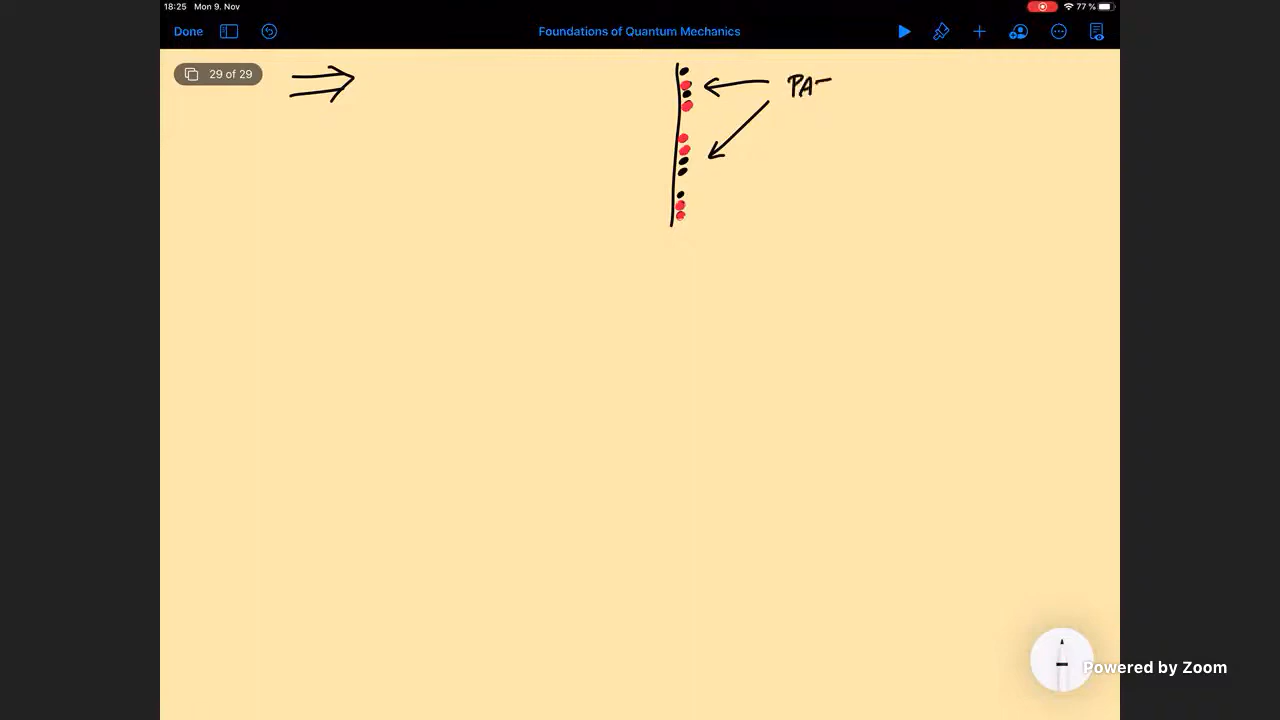 18:25 Mon 9. Nov 77 %
Done Foundations of Quantum Mechanics
29 of 29
PA
Powered by Zoom